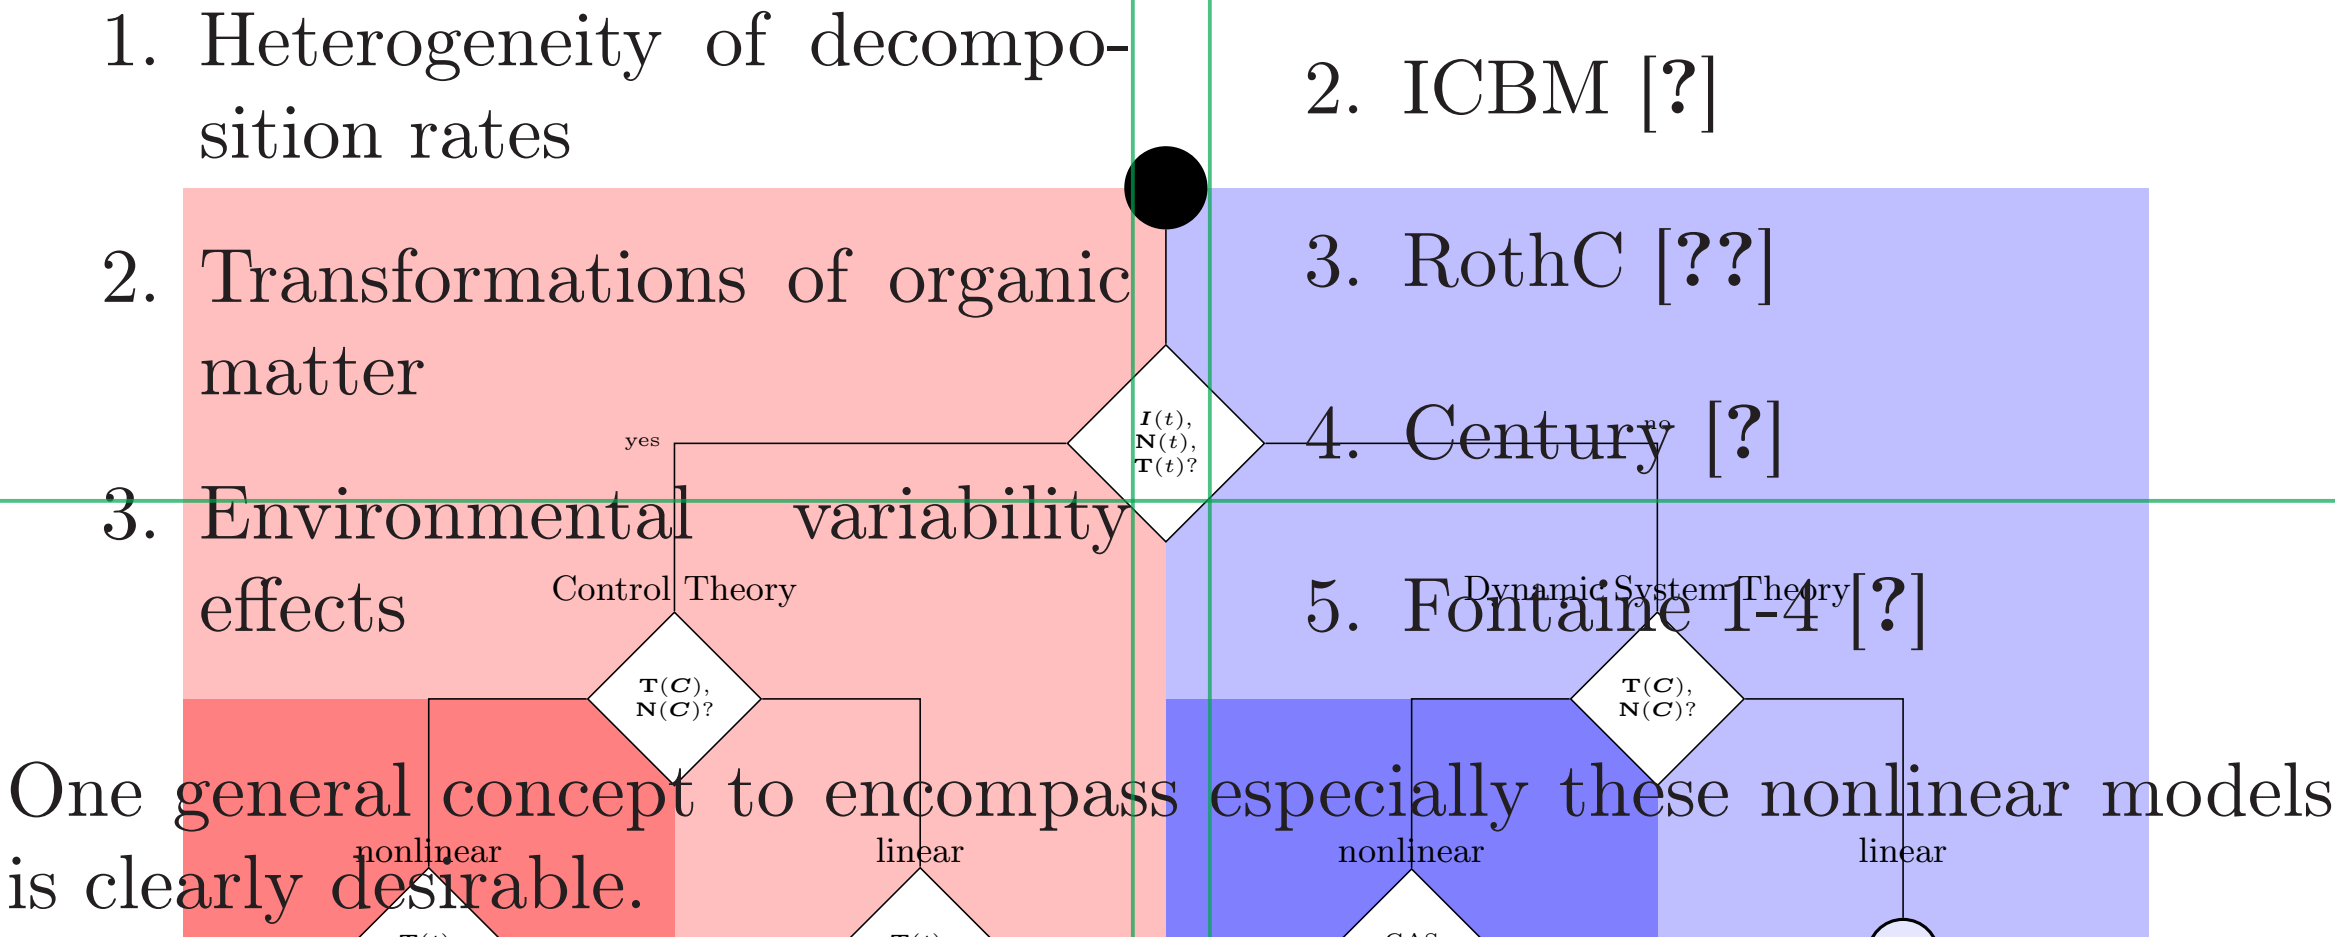 1. Heterogeneity of decompo-
sition rates
2. Transformations of organic
matter
3. Environmental variability
effects
2. ICBM [?]
3. RothC [??]
4. Century [?]
5. Fontaine 1-4 [?]
One general concept to encompass especially these nonlinear models
is clearly desirable.
I(t),
N(t),
T(t)?
yes
no
Control Theory
Dynamic System Theory
T(C),
N(C)?
T(C),
N(C)?
nonlinear
linear
nonlinear
linear